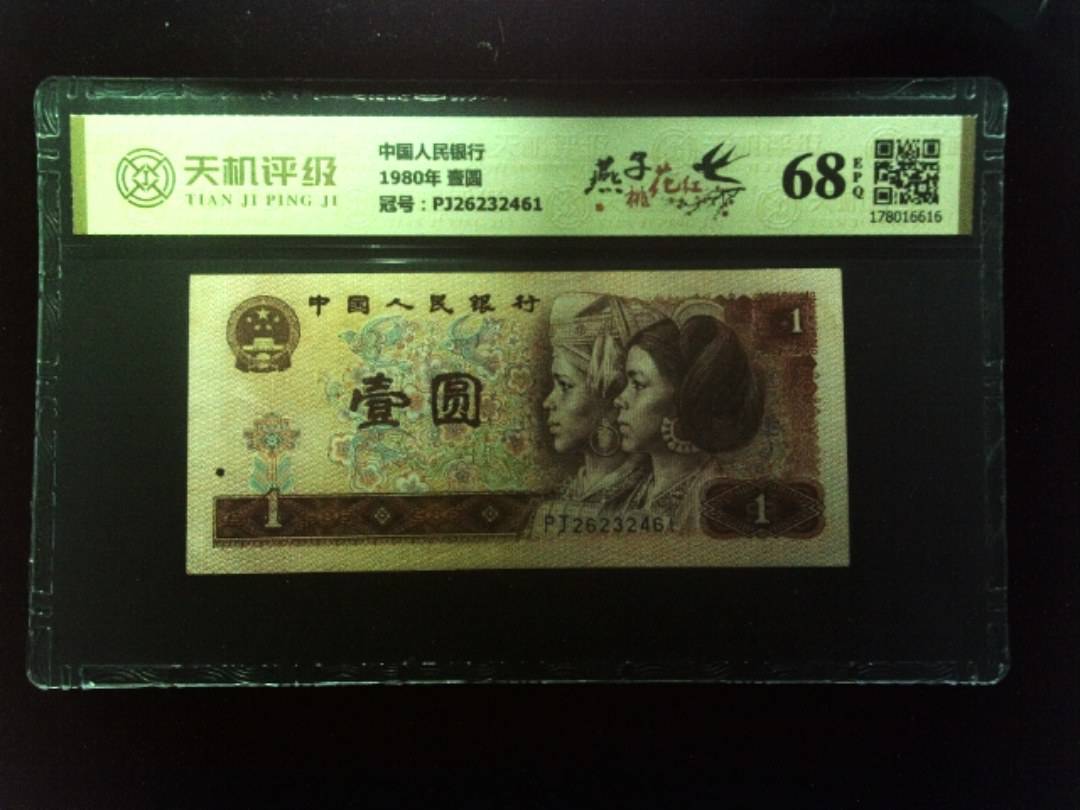 天机评级
TIAN JI PING JI
中国人民银行
1980年 壹圆
冠号：PJ26232461
燕子
桃花红
68
EPQ
178016616
中国人民银行
壹圆
1
1
1
PJ26232461